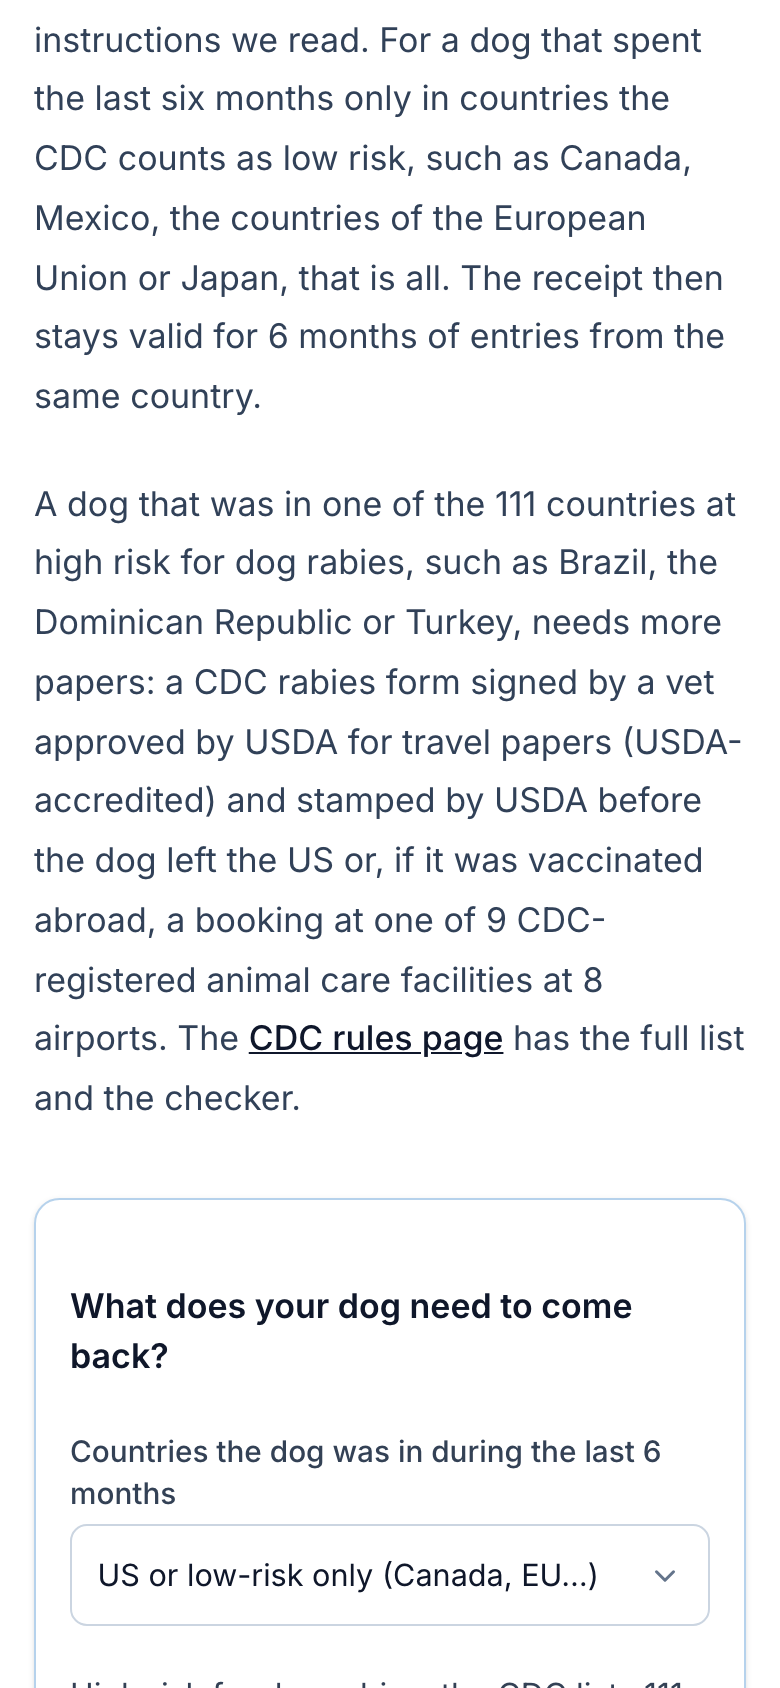 instructions we read. For a dog that spent
the last six months only in countries the
CDC counts as low risk, such as Canada,
Mexico, the countries of the European
Union or Japan, that is all. The receipt then
stays valid for 6 months of entries from the
same country.
A dog that was in one of the 111 countries at
high risk for dog rabies, such as Brazil, the
Dominican Republic or Turkey, needs more
papers: a CDC rabies form signed by a vet
approved by USDA for travel papers (USDA-
accredited) and stamped by USDA before
the dog left the US or, if it was vaccinated
abroad, a booking at one of 9 CDC-
registered animal care facilities at 8
airports. The CDC rules page has the full list
and the checker.
What does your dog need to come
back?
Countries the dog was in during the last 6
months
US or low-risk only (Canada, EU...)